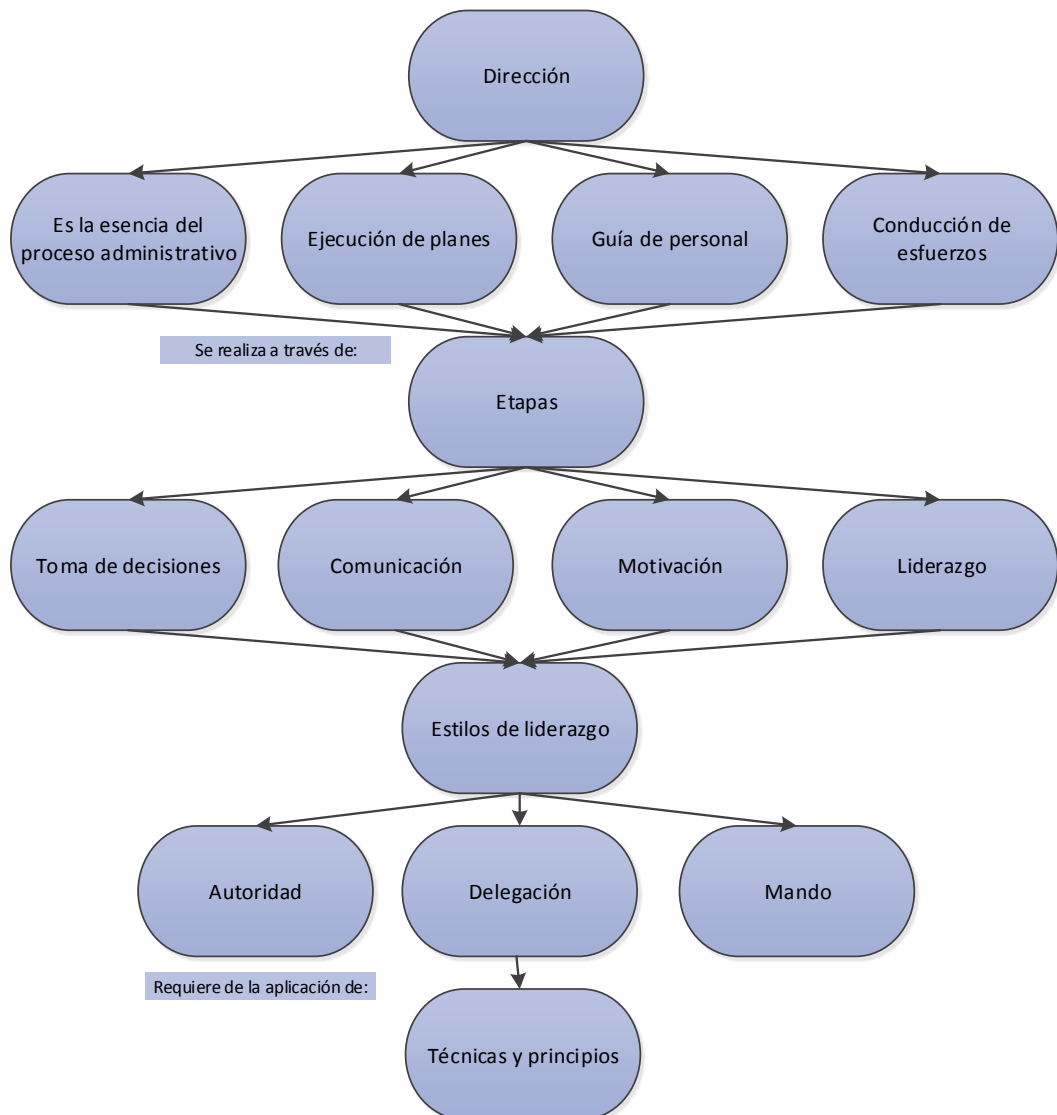 Dirección
Es la esencia del
proceso administrativo
Ejecución de planes
Guía de personal
Conducción de
esfuerzos
Se realiza a través de:
Etapas
Toma de decisiones
Comunicación
Motivación
Liderazgo
Estilos de liderazgo
Autoridad
Delegación
Mando
Requiere de la aplicación de:
Técnicas y principios